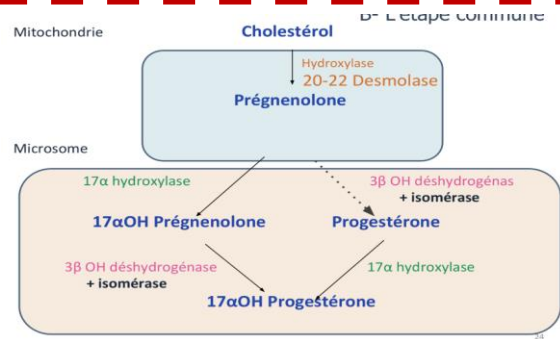 B- L'étape commune
Mitochondrie
Cholestérol
Hydroxylase
20-22 Desmolase
Prégnenolone
Microsome
17α hydroxylase
3β OH déshydrogénas
+ isomérase
17αOH Prégnenolone
Progestérone
3β OH déshydrogénase
+ isomérase
17α hydroxylase
17αOH Progestérone
24